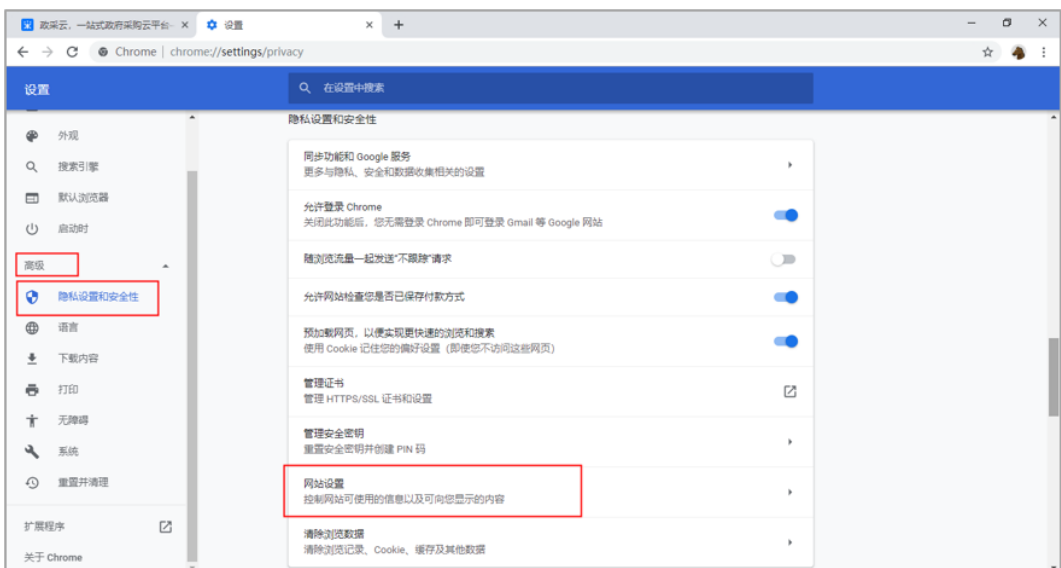 政采云，一站式政府采购云平台-
设置
Chrome | chrome://settings/privacy
设置
在设置中搜索
外观
搜索引擎
默认浏览器
启动时
高级
隐私设置和安全性
语言
下载内容
打印
无障碍
系统
重置并清理
扩展程序
关于 Chrome
隐私设置和安全性
同步功能和 Google 服务
更多与隐私、安全和数据收集相关的设置
允许登录 Chrome
关闭此功能后，您无需登录 Chrome 即可登录 Gmail 等 Google 网站
随浏览流量一起发送“不跟踪”请求
允许网站检查您是否已保存付款方式
预加载网页，以便实现更快速的浏览和搜索
使用 Cookie 记住您的偏好设置（即使您不访问这些网页）
管理证书
管理 HTTPS/SSL 证书和设置
管理安全密钥
重置安全密钥并创建 PIN 码
网站设置
控制网站可使用的信息以及可向您显示的内容
清除浏览数据
清除浏览记录、Cookie、缓存及其他数据